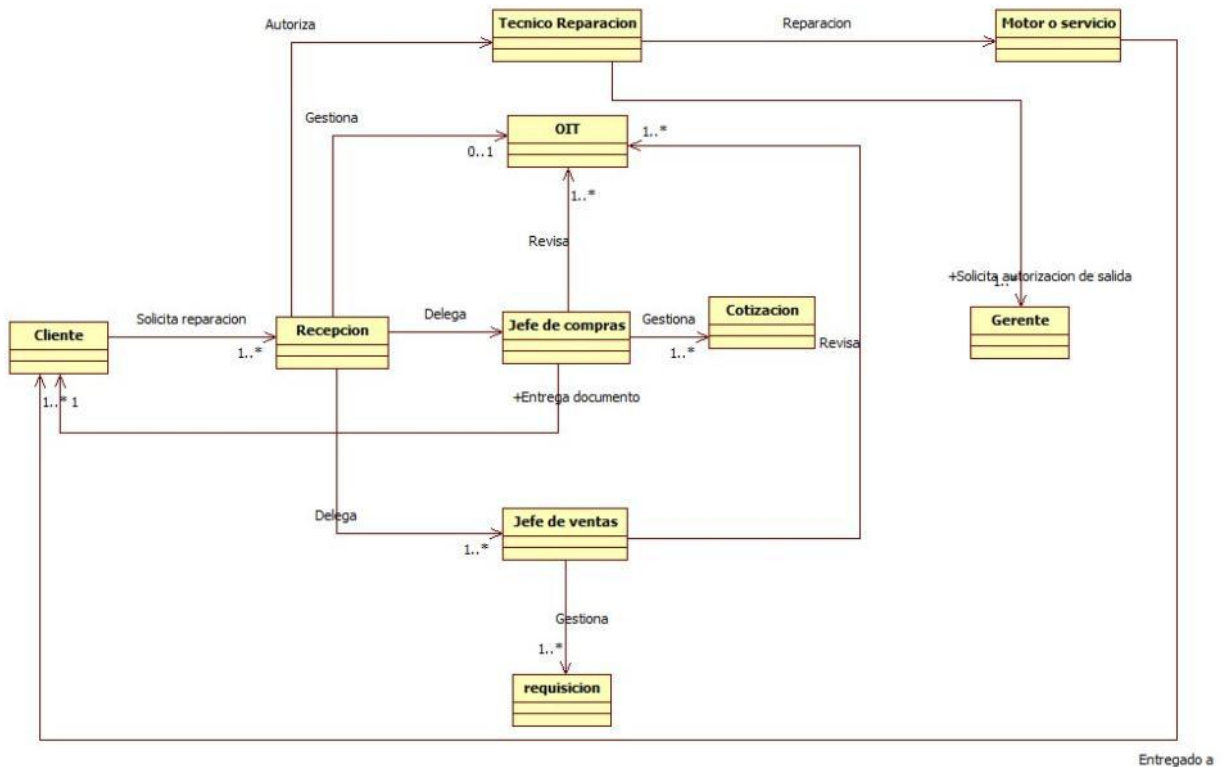 Autoriza
Tecnico Reparacion
Reparacion
Motor o servicio
Gestiona
0..1
OIT
1..*
1..*
Revisa
+Solicita autorizacion de salida
1..*
Gerente
Cliente
Solicita reparacion
1..*
Recepcion
Delega
Jefe de compras
Gestiona
1..*
Cotizacion
Revisa
1..* 1
+Entrega documento
Delega
1..*
Jefe de ventas
Gestiona
1..*
requisicion
Entregado a